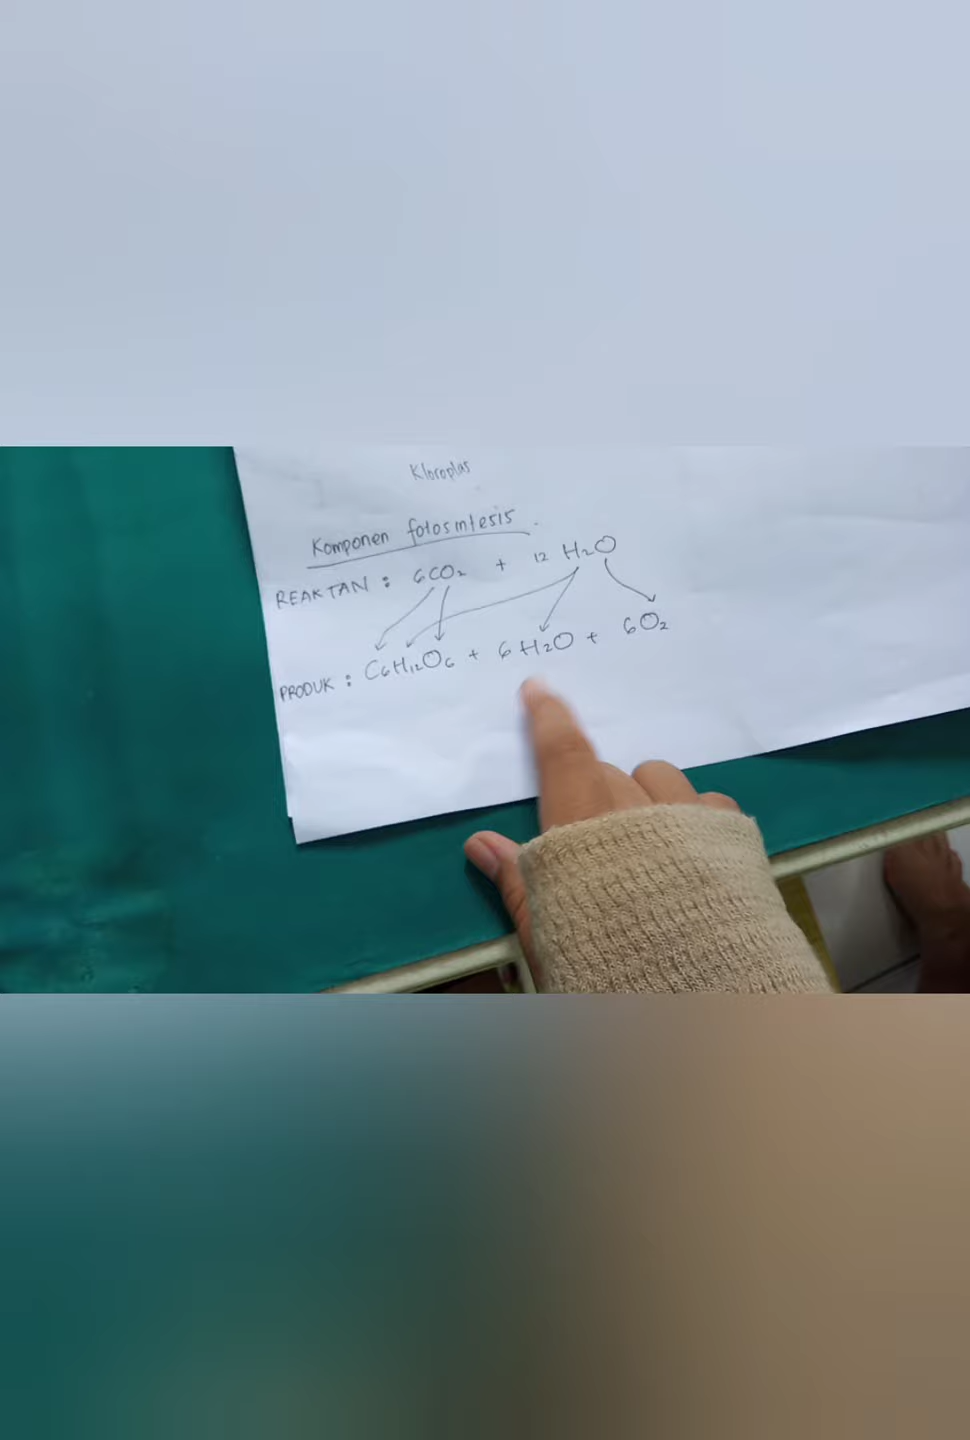 Kloroplas
Komponen fotosintesis
REAKTAN : 6CO₂ + 12 H₂O
PRODUK : C₆H₁₂O₆ + 6 H₂O + 6O₂